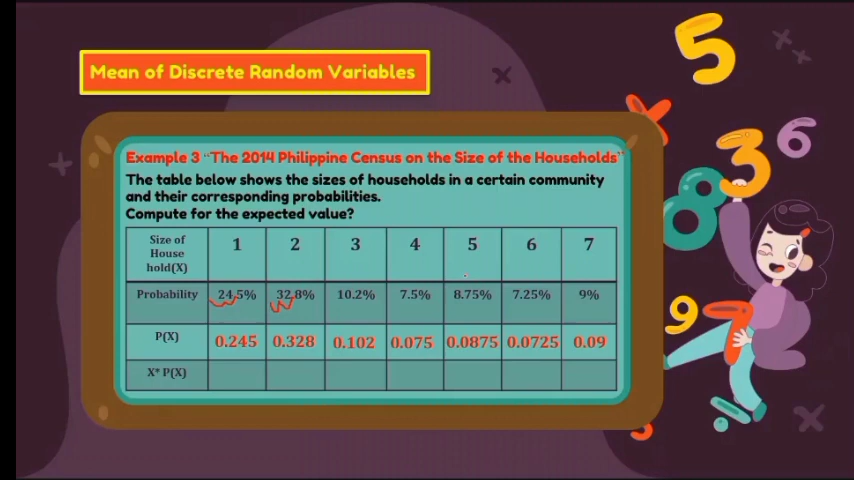 Mean of Discrete Random Variables
Example 3 "The 2014 Philippine Census on the Size of the Households"
The table below shows the sizes of households in a certain community
and their corresponding probabilities.
Compute for the expected value?
Size of
House
hold(X)
1 2 3 4 5 6 7
Probability 24.5% 32.8% 10.2% 7.5% 8.75% 7.25% 9%
P(X) 0.245 0.328 0.102 0.075 0.0875 0.0725 0.09
X* P(X)
5
3
6
8
9
7